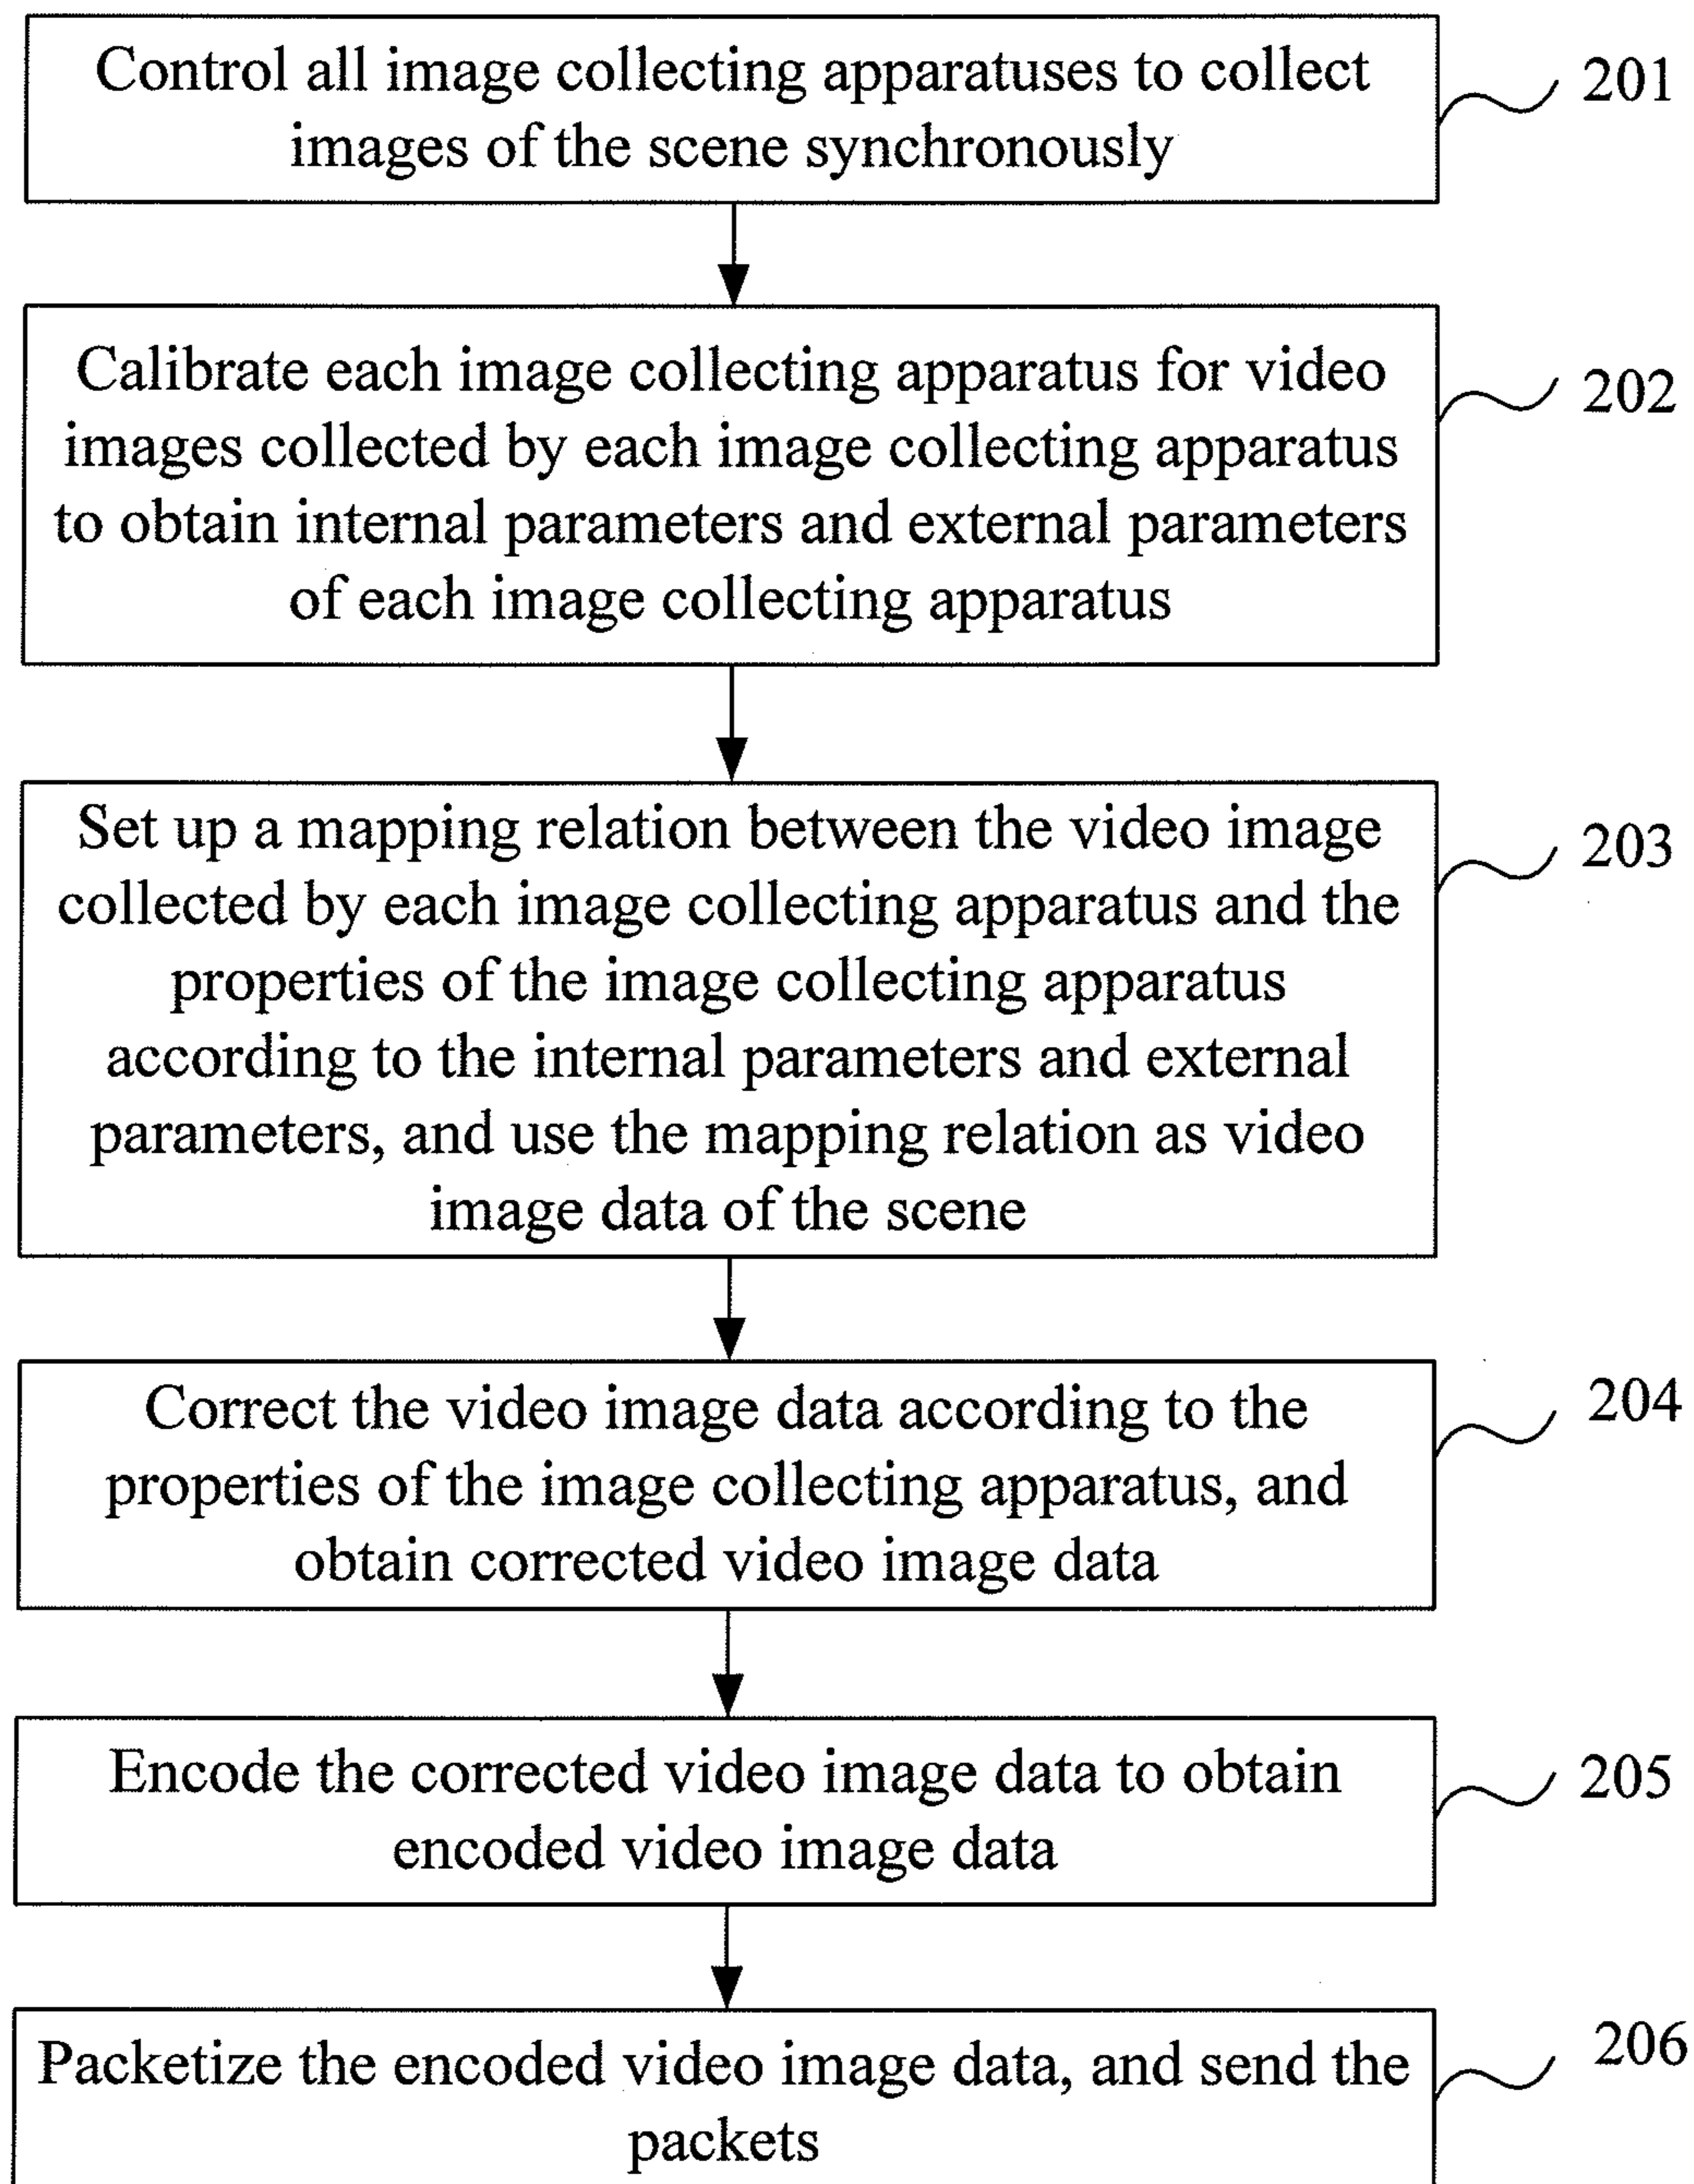 Control all image collecting apparatuses to collect
images of the scene synchronously
201
Calibrate each image collecting apparatus for video
images collected by each image collecting apparatus
to obtain internal parameters and external parameters
of each image collecting apparatus
202
Set up a mapping relation between the video image
collected by each image collecting apparatus and the
properties of the image collecting apparatus
according to the internal parameters and external
parameters, and use the mapping relation as video
image data of the scene
203
Correct the video image data according to the
properties of the image collecting apparatus, and
obtain corrected video image data
204
Encode the corrected video image data to obtain
encoded video image data
205
Packetize the encoded video image data, and send the
packets
206